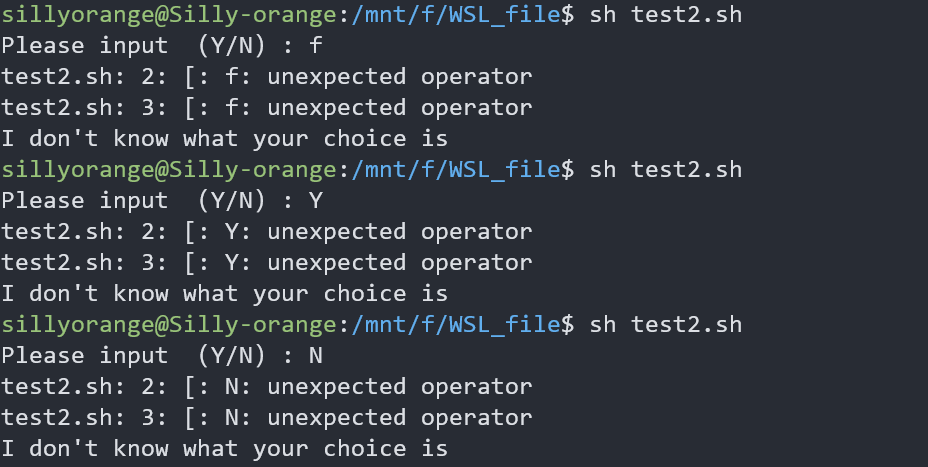 sillyorange@Silly-orange:/mnt/f/WSL_file$ sh test2.sh
Please input  (Y/N) : f
test2.sh: 2: [: f: unexpected operator
test2.sh: 3: [: f: unexpected operator
I don't know what your choice is
sillyorange@Silly-orange:/mnt/f/WSL_file$ sh test2.sh
Please input  (Y/N) : Y
test2.sh: 2: [: Y: unexpected operator
test2.sh: 3: [: Y: unexpected operator
I don't know what your choice is
sillyorange@Silly-orange:/mnt/f/WSL_file$ sh test2.sh
Please input  (Y/N) : N
test2.sh: 2: [: N: unexpected operator
test2.sh: 3: [: N: unexpected operator
I don't know what your choice is